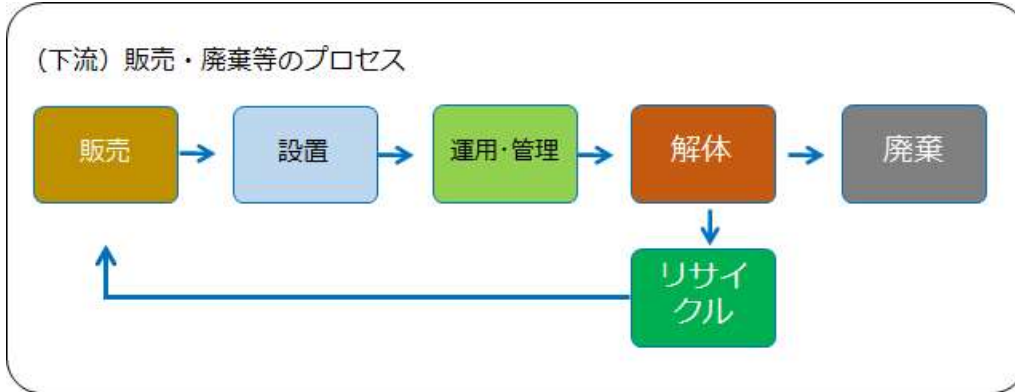 （下流）販売・廃棄等のプロセス
販売
設置
運用･管理
解体
廃棄
リサイ
クル